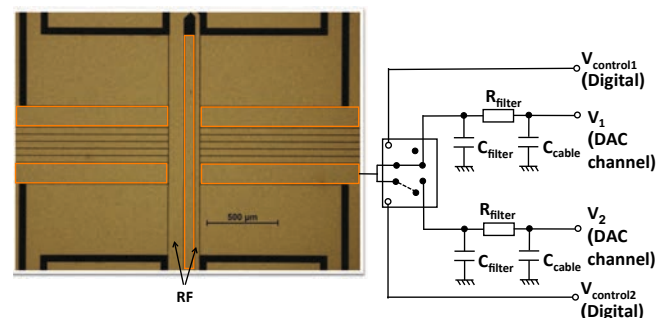 V_control1
(Digital)
R_filter
V_1
(DAC
channel)
C_filter
C_cable
500 µm
R_filter
V_2
(DAC
channel)
C_filter
C_cable
RF
V_control2
(Digital)